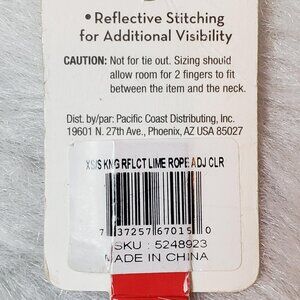 • Reflective Stitching
for Additional Visibility
CAUTION: Not for tie out. Sizing should
allow room for 2 fingers to fit
between the item and the neck.
Dist. by/par: Pacific Coast Distributing, Inc.
19601 N. 27th Ave., Phoenix, AZ USA 85027
XS/S KNG RFLCT LIME ROPE ADJ CLR
7 37257 67015 0
SKU : 5248923
MADE IN CHINA